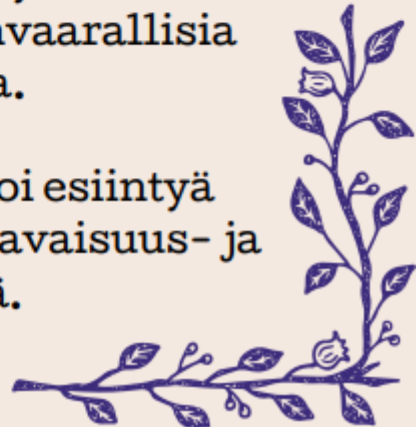 vaarallisia
a.
oi esiintyä
avaisuus- ja
ä.